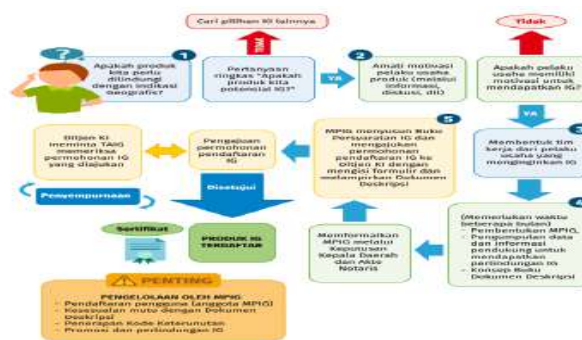 Cari pilihan KI lainnya
Tidak
TIDAK
1
Apakah produk
kita perlu
dilindungi
dengan Indikasi
Geografis?
Pertanyaan
ringkas "Apakah
produk kita
potensial IG?"
YA
2
Amati motivasi
pelaku usaha
produk (melalui
informasi,
diskusi, dll)
Apakah pelaku
usaha memiliki
motivasi untuk
mendapatkan IG?
YA
3
Membentuk tim
kerja dari pelaku
usaha yang
menginginkan IG
4
(Memerlukan waktu
beberapa bulan)
- Pembentukan MPIG,
- Pengumpulan data
dan informasi
pendukung untuk
mendapatkan
perlindungan IG
- Konsep Buku
Dokumen Deskripsi
Memformalkan
MPIG melalui
Keputusan
Kepala Daerah
dan Akte
Notaris
5
MPIG menyusun Buku
Persyaratan IG dan
mengajukan
permohonan
pendaftaran IG ke
Ditjen KI dengan
mengisi formulir dan
melampirkan Dokumen
Deskripsi
Pengajuan
permohonan
pendaftaran
IG
Ditjen KI
meminta TAIG
memeriksa
permohonan IG
yang diajukan
Penyempurnaan
Disetujui
Sertifikat
PRODUK IG
TERDAFTAR
PENTING
PENGELOLAAN OLEH MPIG
- Pendaftaran pengguna (anggota MPIG)
- Kesesuaian mutu dengan Dokumen
Deskripsi
- Penerapan Kode Keterunutan
- Promosi dan perlindungan IG